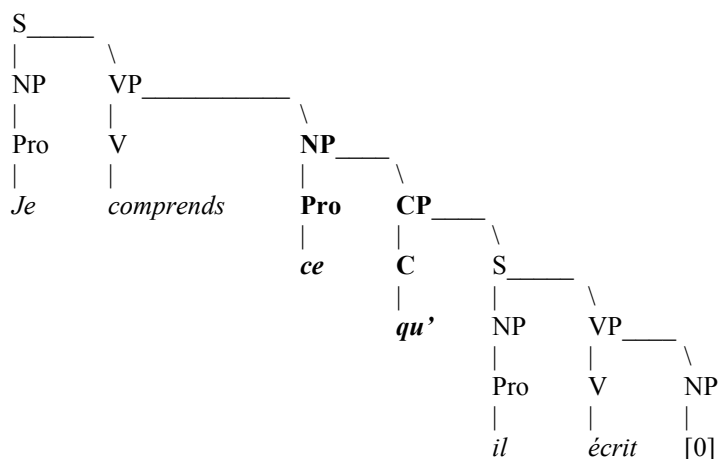 S
NP VP
Pro V NP
Je comprends Pro CP
ce C S
qu’ NP VP
Pro V NP
il écrit [0]